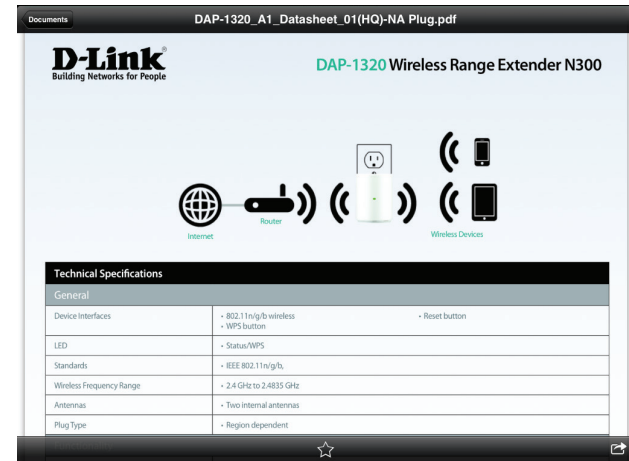 Documents
DAP-1320_A1_Datasheet_01(HQ)-NA Plug.pdf
D-Link
Building Networks for People
DAP-1320 Wireless Range Extender N300
Internet
Router
Wireless Devices
Technical Specifications
General
Device Interfaces • 802.11n/g/b wireless • Reset button
• WPS button
LED • Status/WPS
Standards • IEEE 802.11n/g/b,
Wireless Frequency Range • 2.4 GHz to 2.4835 GHz
Antennas • Two internal antennas
Plug Type • Region dependent